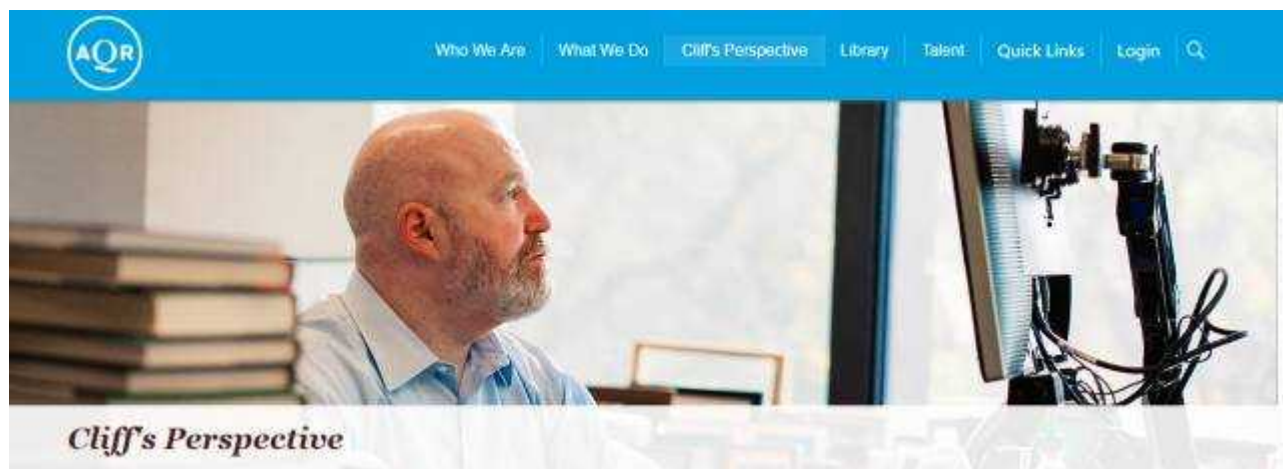 AQR
Who We Are What We Do Cliff's Perspective Library Talent Quick Links Login
Cliff's Perspective